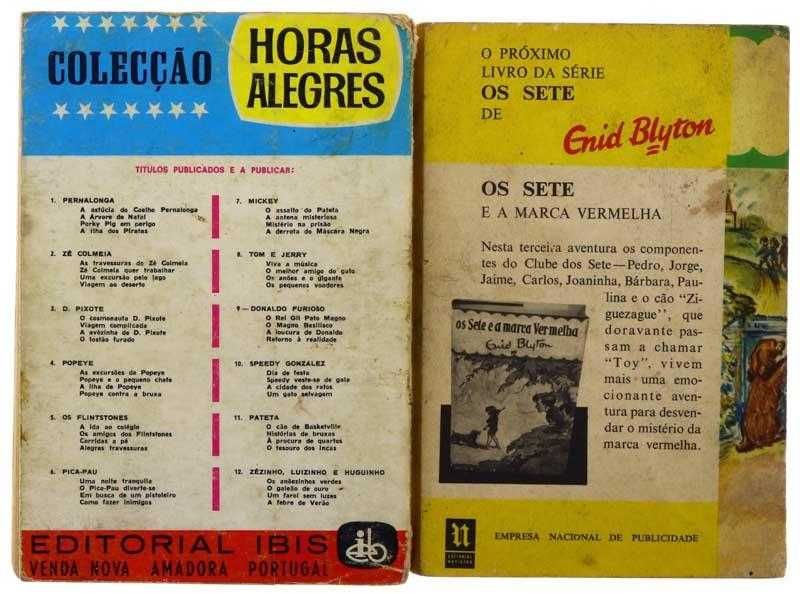 COLECÇÃO
HORAS
ALEGRES
TITULOS PUBLICADOS E A PUBLICAR:
1. PERNALONGA
A astúcia do Coelho Pernalonga
A Árvore de Natal
Porky Pig em perigo
A ilha dos Piratas
2. ZÉ COLMEIA
As travessuras do Zé Colmeia
Zé Colmeia quer trabalhar
Uma excursão pelo lago
Viagem ao deserto
3. D. PIXOTE
O cosmonauta D. Pixote
Viagem complicada
A avózinha de D. Pixote
O tostão furado
4. POPEYE
As excursões de Popeye
Popeye e o pequeno chefe
A ilha de Popeye
Popeye contra a bruxa
5. OS FLINTSTONES
A ida ao colégio
Os amigos dos Flintstones
Corridas a pé
Alegres travessuras
6. PICA-PAU
Uma noite tranquila
O Pica-Pau diverte-se
Em busca de um pistoleiro
Como fazer inimigos
7. MICKEY
O assalto do Pateta
A antena misteriosa
Mistério na prisão
A derrota do Máscara Negra
8. TOM E JERRY
Viva a música
O melhor amigo do gato
Os anões e o gigante
Os pequenos voadores
9 — DONALDO FURIOSO
O Rei Gil Pato Magno
O Magno Basilisco
A loucura de Donaldo
Retorno à realidade
10. SPEEDY GONZALEZ
Dia de festa
Speedy veste-se de gala
A cidade dos ratos
Um gato selvagem
11. PATETA
O cão de Basketville
Histórias de bruxas
À procura de quartos
O tesouro dos Incas
12. ZÉZINHO, LUIZINHO E HUGUINHO
Os anõezinhos verdes
O galeão de ouro
Um farol sem luzes
A febre de Verão
EDITORIAL IBIS
VENDA NOVA AMADORA PORTUGAL
O PRÓXIMO
LIVRO DA SÉRIE
OS SETE
DE
Enid Blyton
OS SETE
E A MARCA VERMELHA
Nesta terceira aventura os componen-
tes do Clube dos Sete—Pedro, Jorge,
Jaime, Carlos, Joaninha, Bárbara, Pau-
lina e o cão "Zi-
guezague", que
doravante pas-
sam a chamar
"Toy", vivem
mais uma emo-
cionante aven-
tura para desven-
dar o mistério da
marca vermelha.
os Sete e a marca Vermelha
Enid Blyton
EDITORIAL
NOTÍCIAS
EMPRESA NACIONAL DE PUBLICIDADE